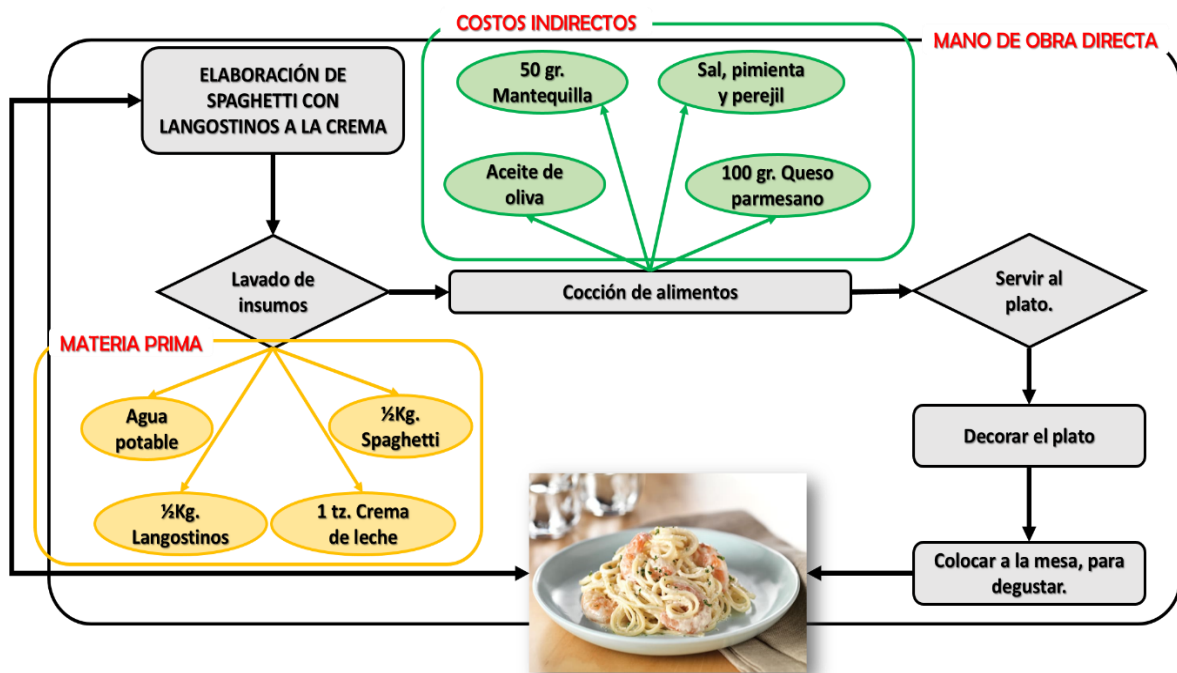 COSTOS INDIRECTOS
MANO DE OBRA DIRECTA
ELABORACIÓN DE
SPAGHETTI CON
LANGOSTINOS A LA CREMA
50 gr.
Mantequilla
Sal, pimienta
y perejil
Aceite de
oliva
100 gr. Queso
parmesano
Lavado de
insumos
Cocción de alimentos
Servir al
plato.
MATERIA PRIMA
Agua
potable
½Kg.
Spaghetti
½Kg.
Langostinos
1 tz. Crema
de leche
Decorar el plato
Colocar a la mesa, para
degustar.